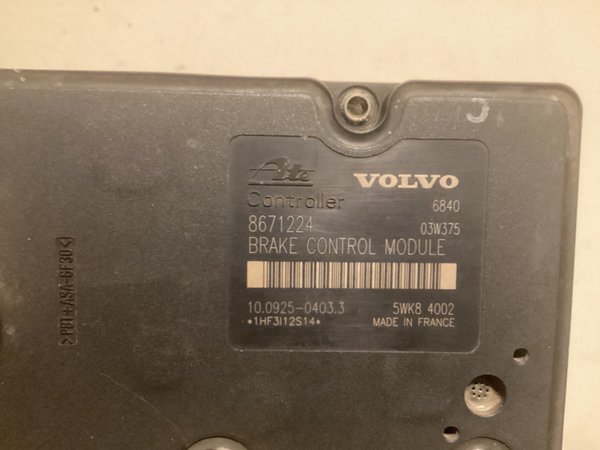 Ate VOLVO
Controller 6840
8671224 03W375
BRAKE CONTROL MODULE
10.0925-0403.3 5WK8 4002
*1HF3I12S14* MADE IN FRANCE
>PBT+ASA-GF30<